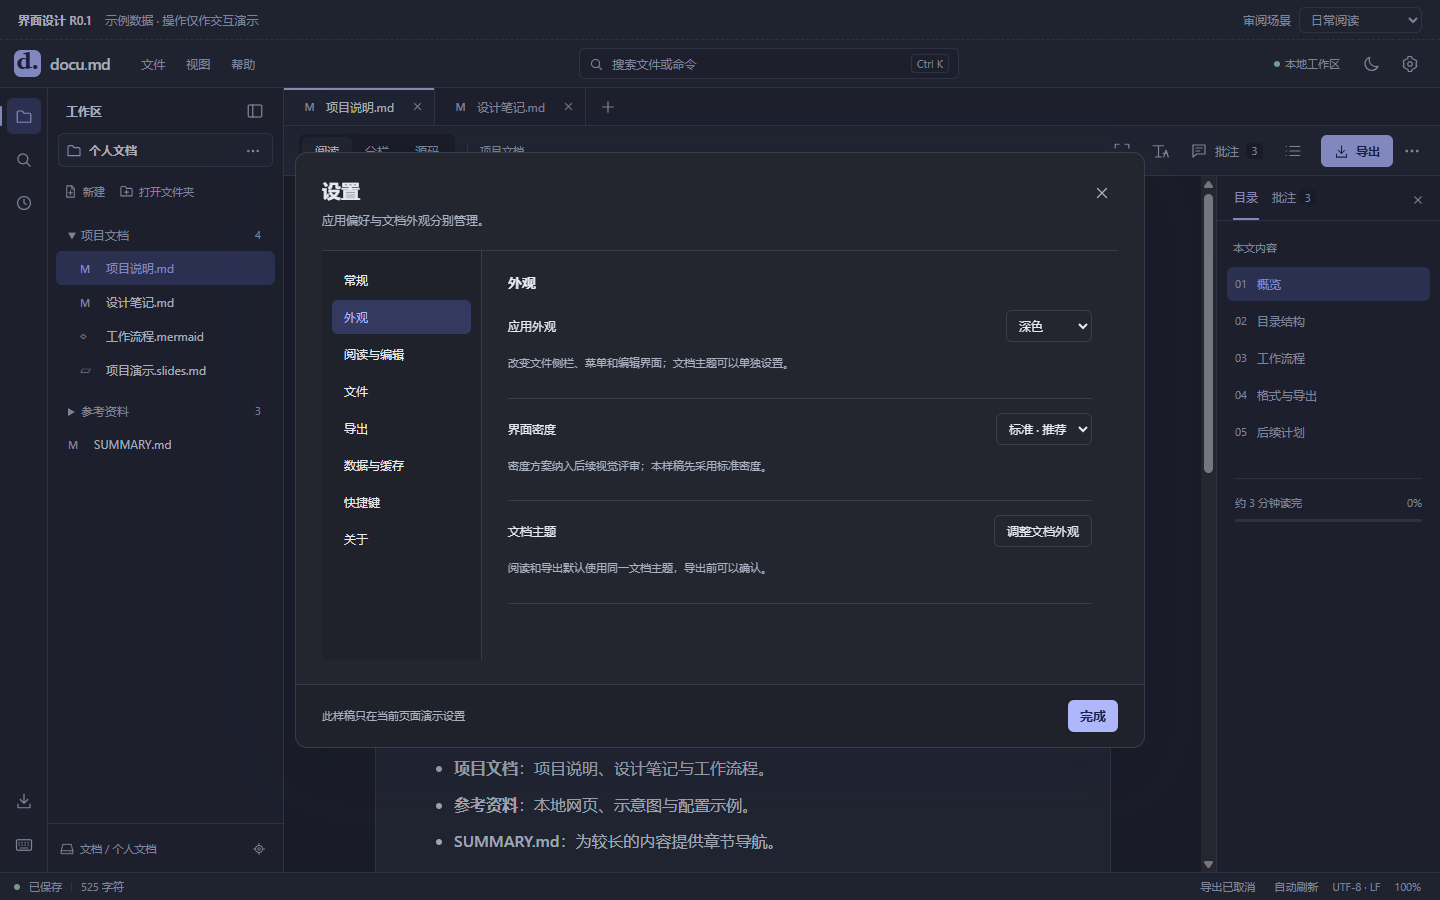 界面设计 R0.1 示例数据 · 操作仅作交互演示 审阅场景 日常阅读
d. docu.md 文件 视图 帮助 搜索文件或命令 Ctrl K 本地工作区
工作区
个人文档
新建 打开文件夹
项目文档 4
M 项目说明.md
M 设计笔记.md
工作流程.mermaid
项目演示.slides.md
参考资料 3
M SUMMARY.md
文档 / 个人文档
M 项目说明.md M 设计笔记.md
阅读 分栏 源码 项目文档 批注 3 导出
设置
应用偏好与文档外观分别管理。
常规
外观
阅读与编辑
文件
导出
数据与缓存
快捷键
关于
外观
应用外观 深色
改变文件侧栏、菜单和编辑界面；文档主题可以单独设置。
界面密度 标准 · 推荐
密度方案纳入后续视觉评审；本样稿先采用标准密度。
文档主题 调整文档外观
阅读和导出默认使用同一文档主题，导出前可以确认。
此样稿只在当前页面演示设置 完成
项目文档：项目说明、设计笔记与工作流程。
参考资料：本地网页、示意图与配置示例。
SUMMARY.md：为较长的内容提供章节导航。
目录 批注 3
本文内容
01 概览
02 目录结构
03 工作流程
04 格式与导出
05 后续计划
约 3 分钟读完 0%
已保存 525 字符 导出已取消 自动刷新 UTF-8 · LF 100%